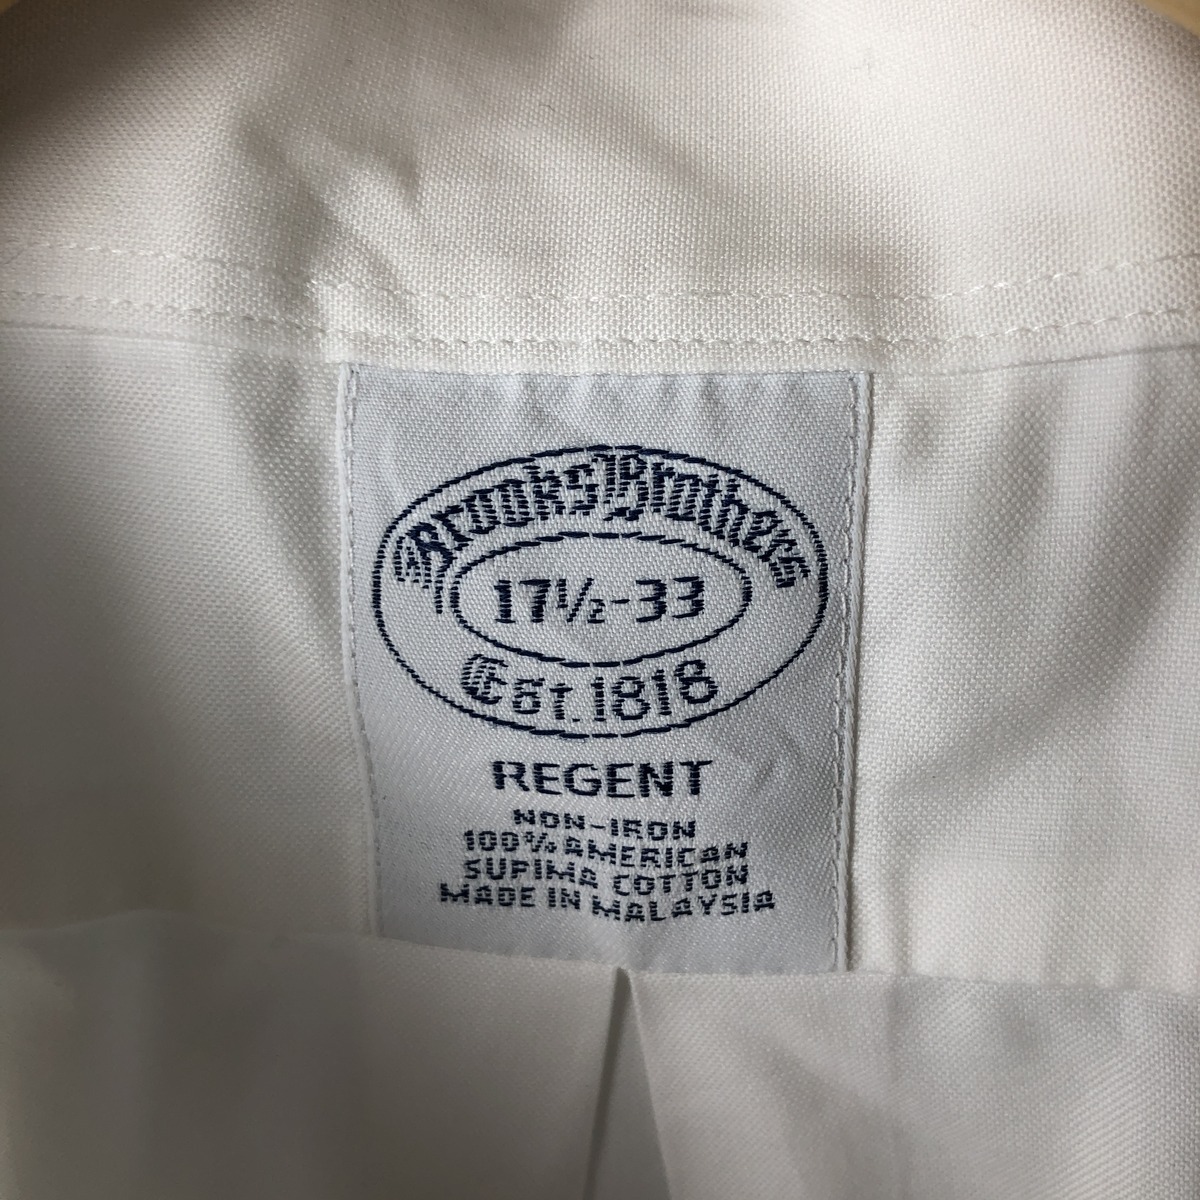 Brooks Brothers
17½-33
Est. 1818
REGENT
NON-IRON
100% AMERICAN
SUPIMA COTTON
MADE IN MALAYSIA